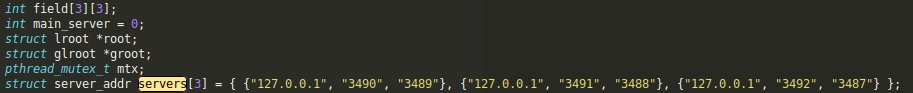 int field[3][3];
int main_server = 0;
struct lroot *root;
struct glroot *groot;
pthread_mutex_t mtx;
struct server_addr servers[3] = { {"127.0.0.1", "3490", "3489"}, {"127.0.0.1", "3491", "3488"}, {"127.0.0.1", "3492", "3487"} };